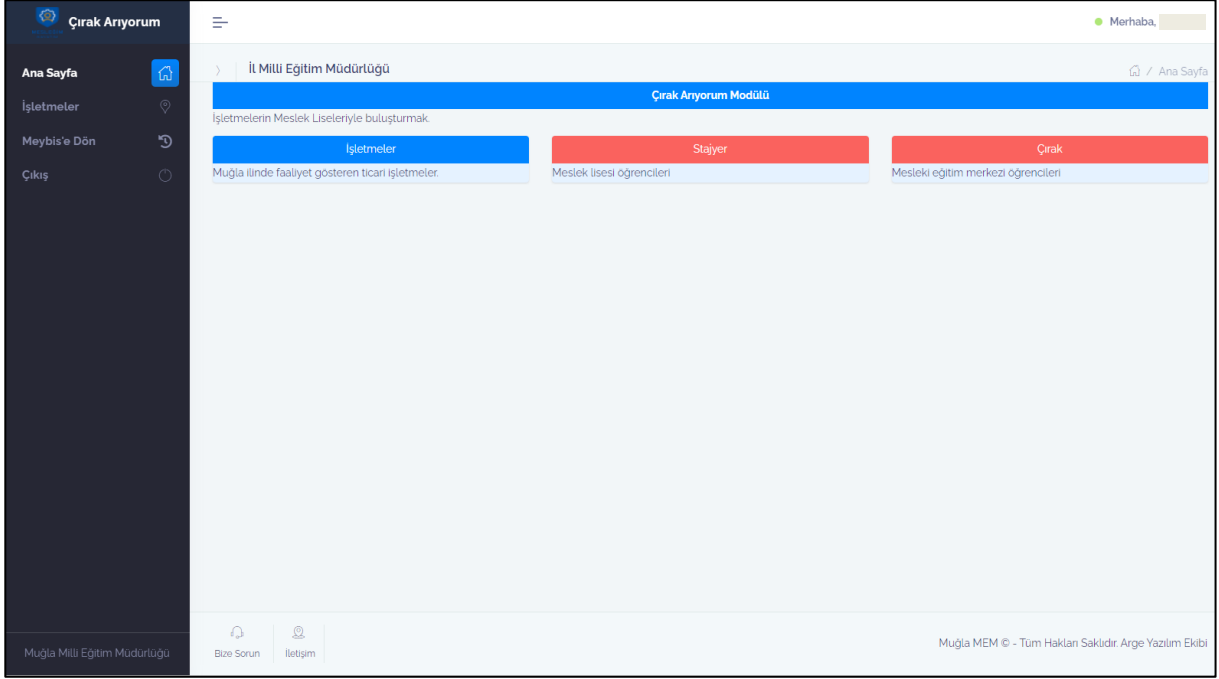 Çırak Arıyorum
Merhaba,
Ana Sayfa
İşletmeler
Meybis'e Dön
Çıkış
İl Milli Eğitim Müdürlüğü
/ Ana Sayfa
Çırak Arıyorum Modülü
İşletmelerin Meslek Liseleriyle buluşturmak.
İşletmeler
Stajyer
Çırak
Muğla ilinde faaliyet gösteren ticari işletmeler.
Meslek lisesi öğrencileri
Mesleki eğitim merkezi öğrencileri
Muğla Milli Eğitim Müdürlüğü
Bize Sorun
İletişim
Muğla MEM © - Tüm Hakları Saklıdır. Arge Yazılım Ekibi